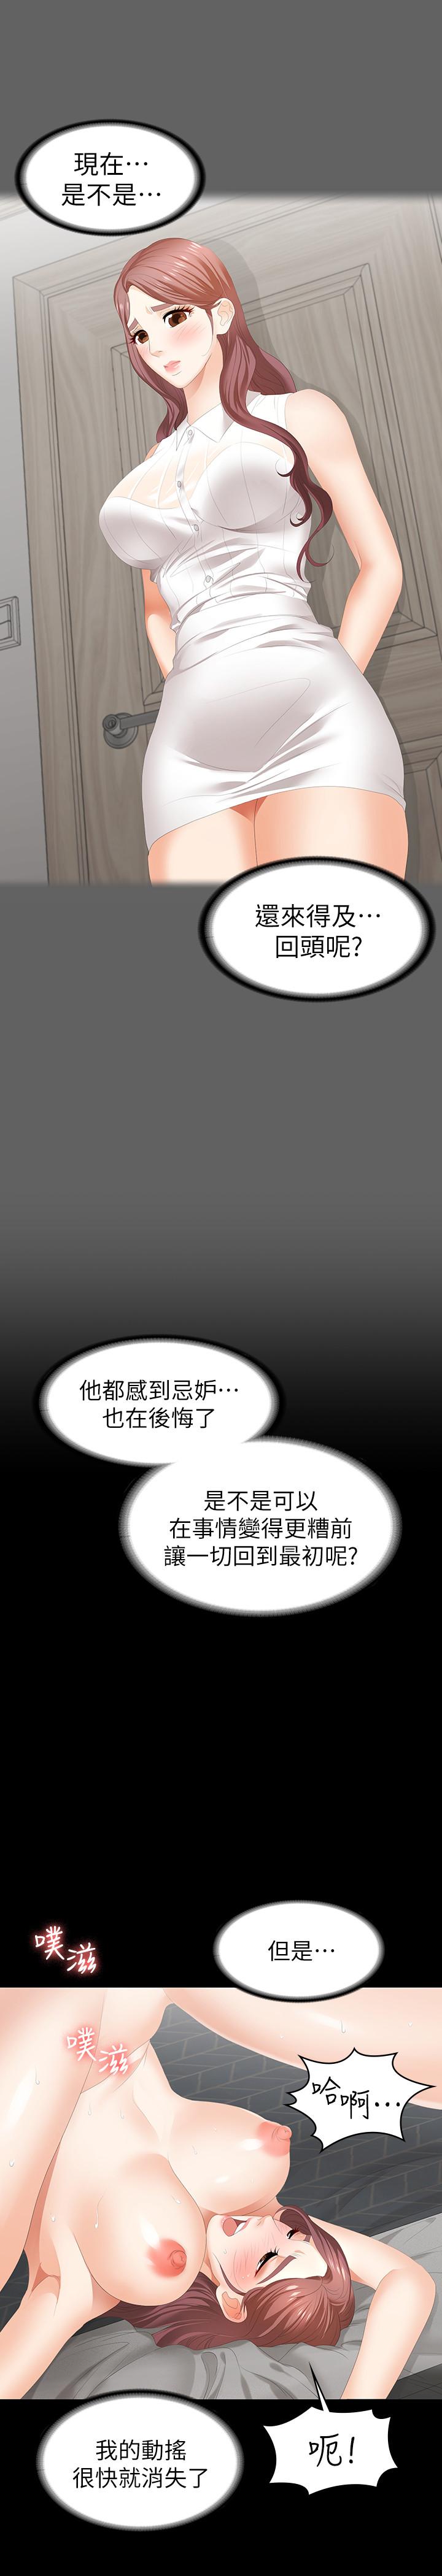 現在⋯
是不是⋯
還來得及⋯
回頭呢?
他都感到忌妒⋯
也在後悔了
是不是可以
在事情變得更糟前
讓一切回到最初呢?
但是⋯
噗滋
噗滋
哈啊⋯
呃!
我的動搖
很快就消失了